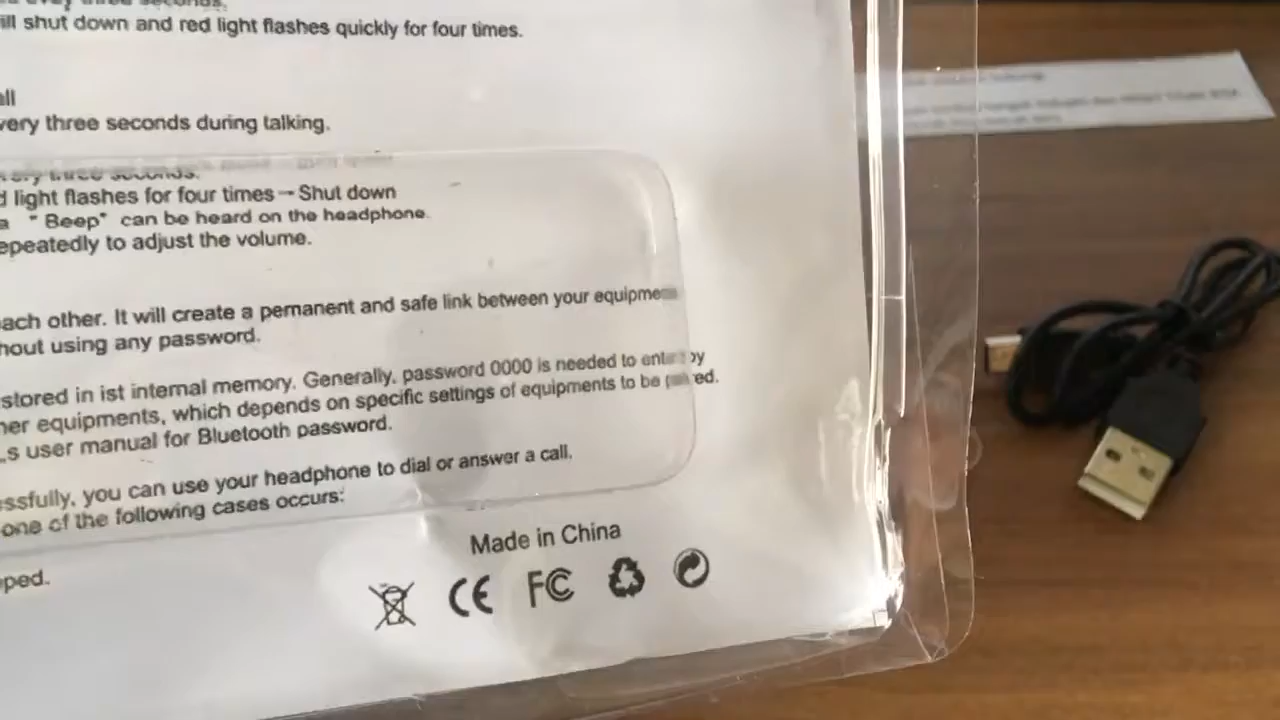 ill shut down and red light flashes quickly for four times.
all
very three seconds during talking.
seconds.
d light flashes for four times → Shut down
a "Beep" can be heard on the headphone.
epeatedly to adjust the volume.
each other. It will create a pernanent and safe link between your
hout using any password.
stored in ist internal memory. Generally, password 0000 is needed to by
her equipments, which depends on specific settings of equipments to be
s user manual for Bluetooth password.
essfully, you can use your headphone to dial or answer a call.
one of the following cases occurs:
pped.
Made in China
CE FC